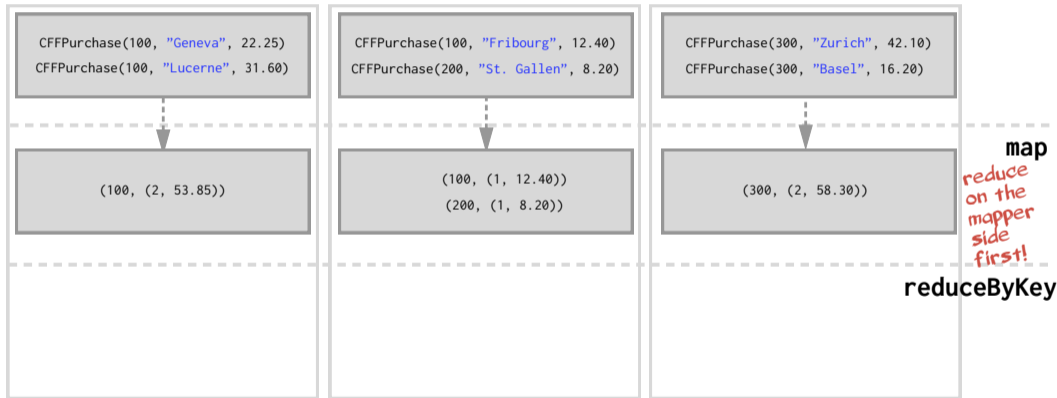 CFFPurchase(100, ”Geneva”, 22.25)
CFFPurchase(100, ”Lucerne”, 31.60)
CFFPurchase(100, ”Fribourg”, 12.40)
CFFPurchase(200, ”St. Gallen”, 8.20)
CFFPurchase(300, ”Zurich”, 42.10)
CFFPurchase(300, ”Basel”, 16.20)
map
(100, (2, 53.85))
(100, (1, 12.40))
(200, (1, 8.20))
(300, (2, 58.30))
reduce
on the
mapper
side
first!
reduceByKey